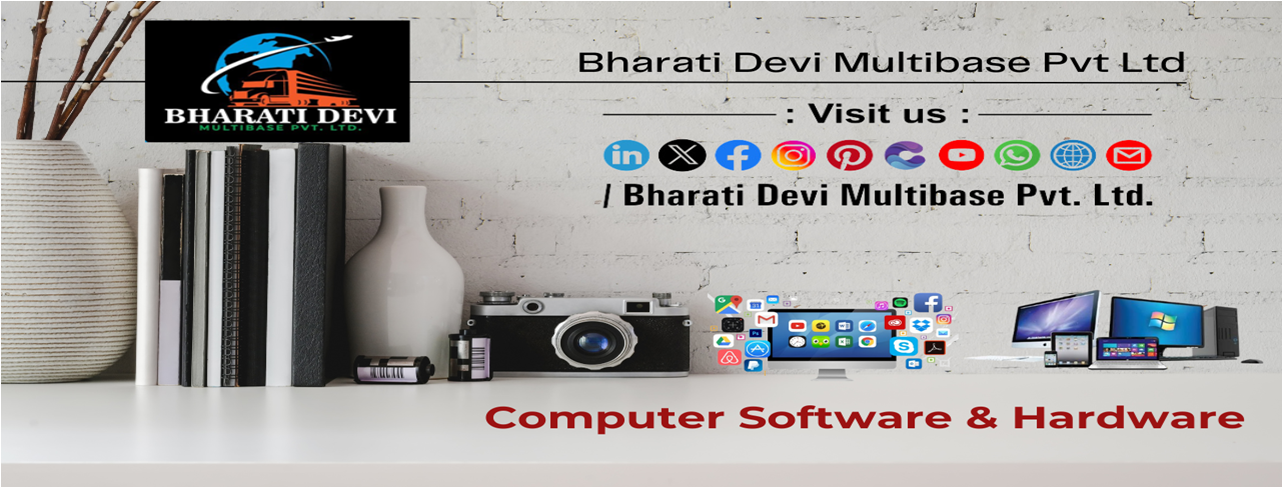 BHARATI DEVI
MULTIBASE PVT. LTD.
Bharati Devi Multibase Pvt Ltd
: Visit us :
/ Bharati Devi Multibase Pvt. Ltd.
Computer Software & Hardware